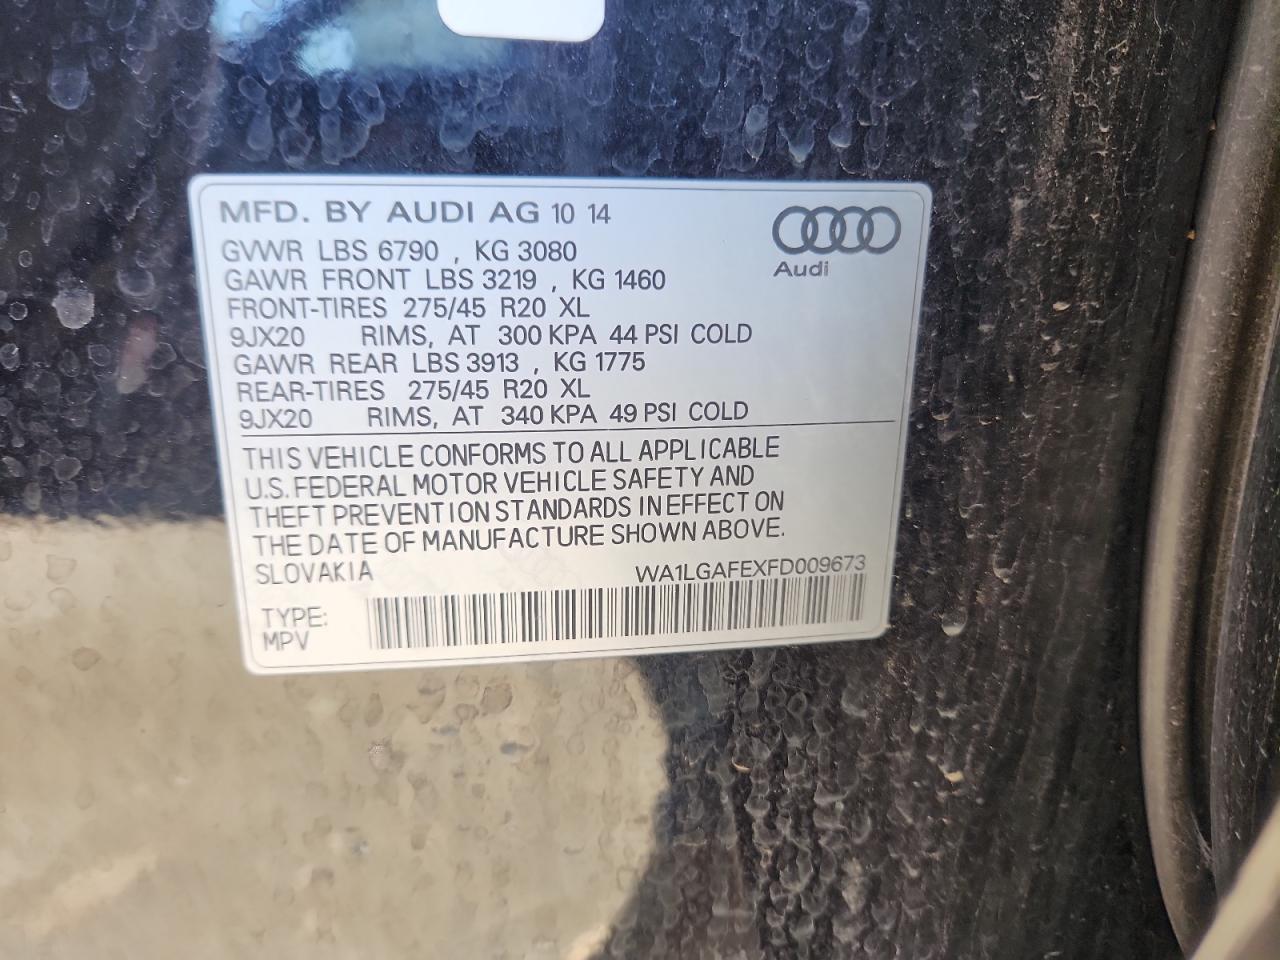 MFD. BY AUDI AG 10 14
GVWR LBS 6790 , KG 3080
GAWR FRONT LBS 3219 , KG 1460
FRONT-TIRES 275/45 R20 XL
9JX20 RIMS, AT 300 KPA 44 PSI COLD
GAWR REAR LBS 3913 , KG 1775
REAR-TIRES 275/45 R20 XL
9JX20 RIMS, AT 340 KPA 49 PSI COLD
Audi
THIS VEHICLE CONFORMS TO ALL APPLICABLE
U.S. FEDERAL MOTOR VEHICLE SAFETY AND
THEFT PREVENTION STANDARDS IN EFFECT ON
THE DATE OF MANUFACTURE SHOWN ABOVE.
SLOVAKIA WA1LGAFEXFD009673
TYPE:
MPV